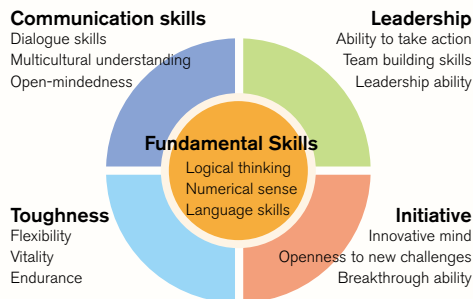 Communication skills
Dialogue skills
Multicultural understanding
Open-mindedness
Leadership
Ability to take action
Team building skills
Leadership ability
Fundamental Skills
Logical thinking
Numerical sense
Language skills
Toughness
Flexibility
Vitality
Endurance
Initiative
Innovative mind
Openness to new challenges
Breakthrough ability